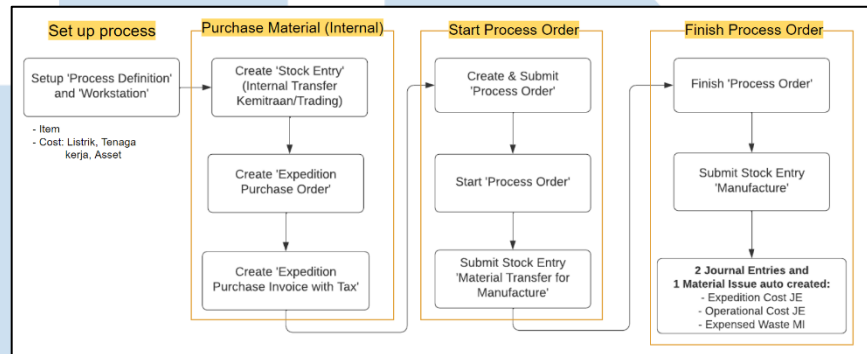 Set up process
Setup 'Process Definition'
and 'Workstation'
- Item
- Cost: Listrik, Tenaga
kerja, Asset
Purchase Material (Internal)
Create 'Stock Entry'
(Internal Transfer
Kemitraan/Trading)
Create 'Expedition
Purchase Order'
Create 'Expedition
Purchase Invoice with Tax'
Start Process Order
Create & Submit
'Process Order'
Start 'Process Order'
Submit Stock Entry
'Material Transfer for
Manufacture'
Finish Process Order
Finish 'Process Order'
Submit Stock Entry
'Manufacture'
2 Journal Entries and
1 Material Issue auto created:
- Expedition Cost JE
- Operational Cost JE
- Expensed Waste MI